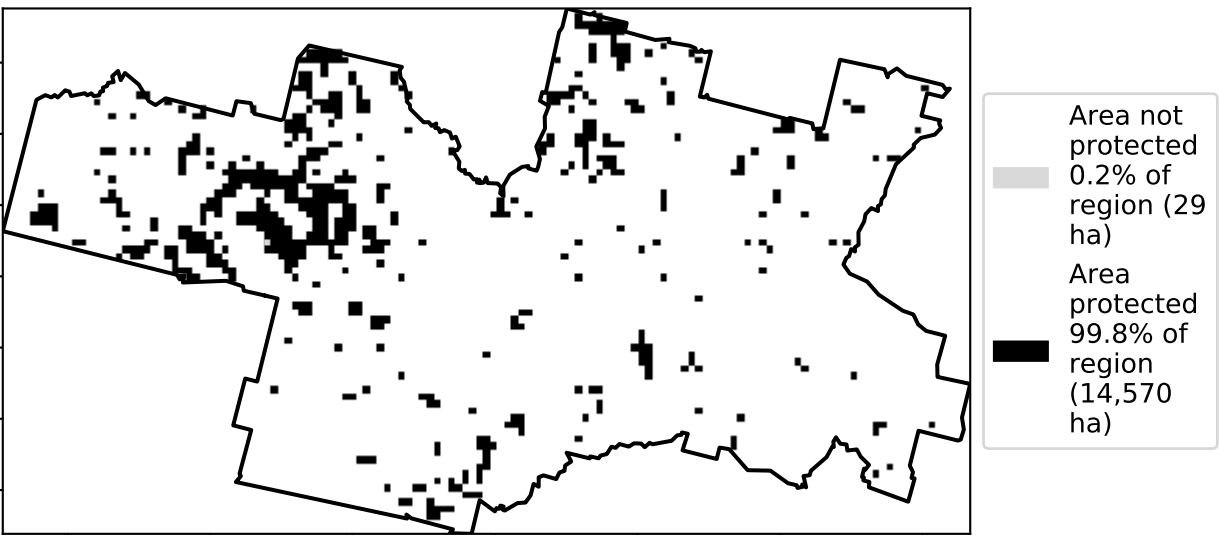 Area not
protected
0.2% of
region (29
ha)
Area
protected
99.8% of
region
(14,570
ha)